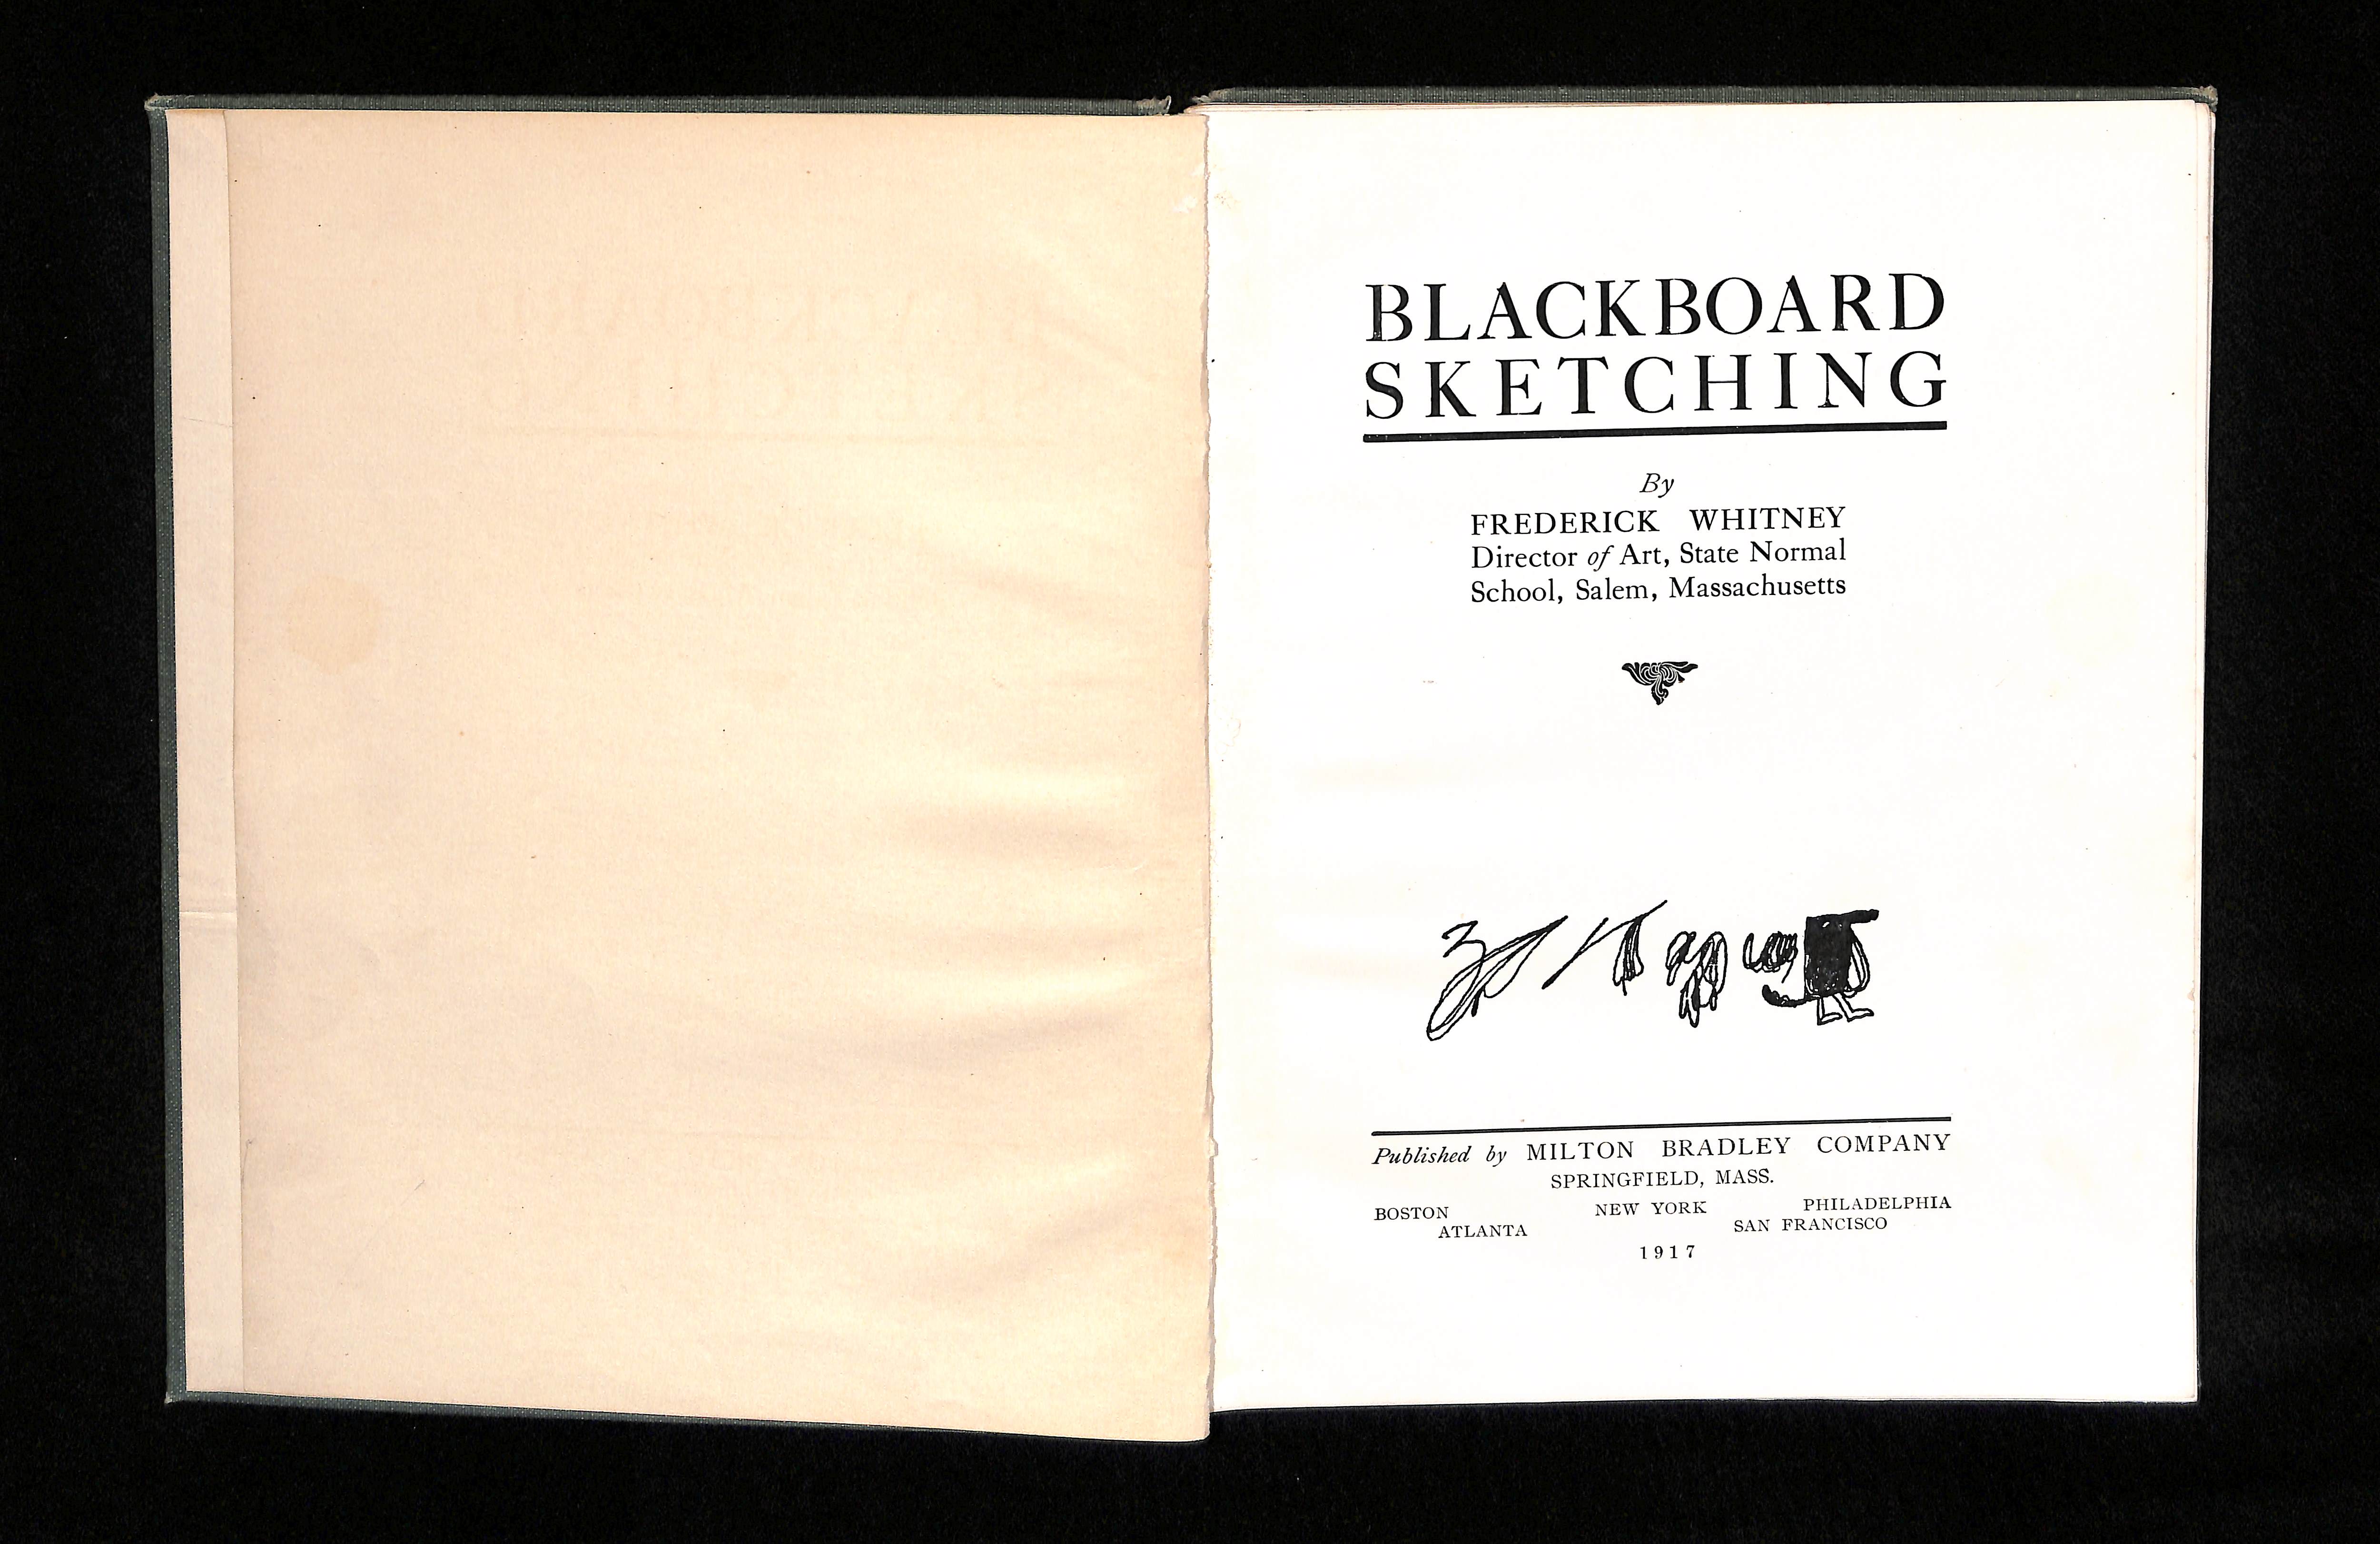 BLACKBOARD
SKETCHING
By
FREDERICK WHITNEY
Director of Art, State Normal
School, Salem, Massachusetts
Published by MILTON BRADLEY COMPANY
SPRINGFIELD, MASS.
BOSTON NEW YORK PHILADELPHIA
ATLANTA SAN FRANCISCO
1917